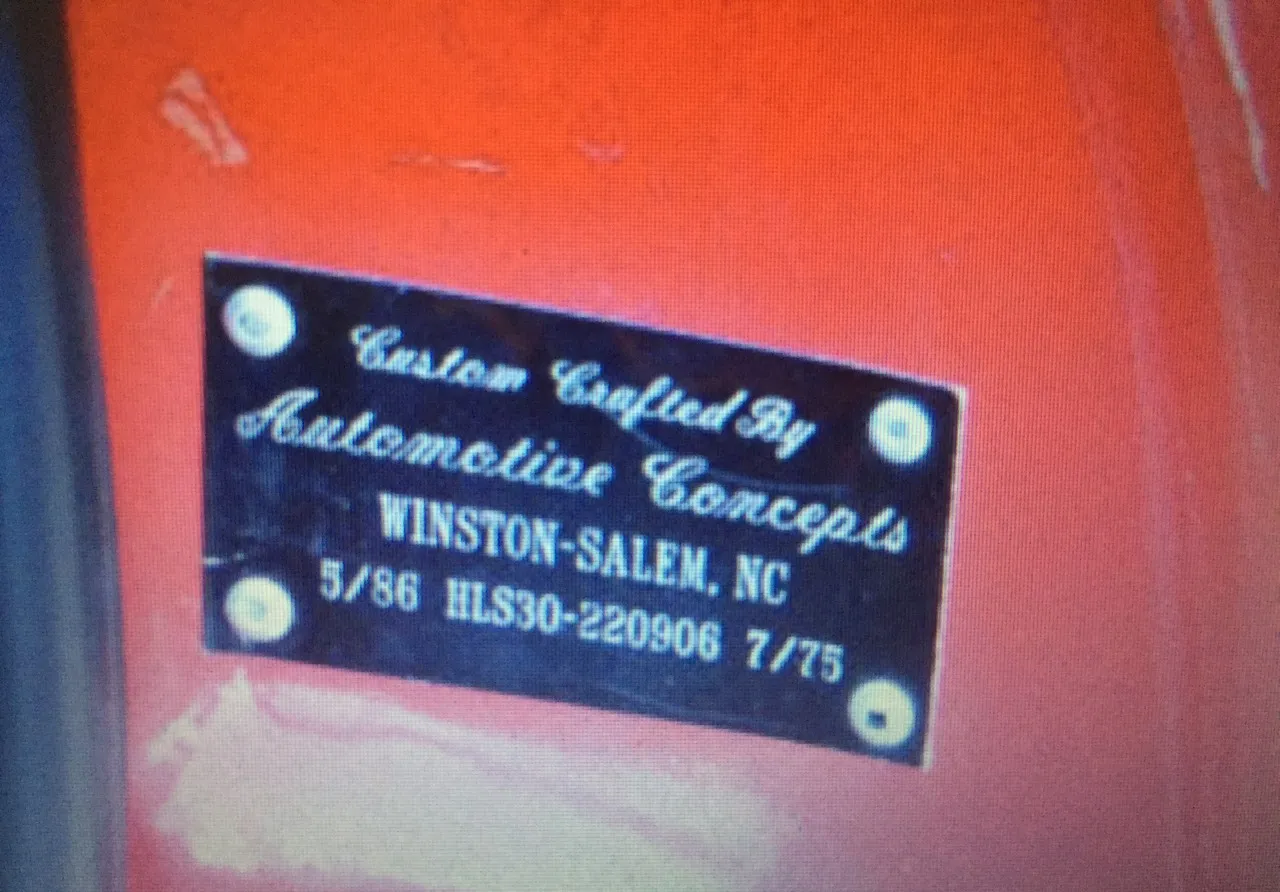 Custom Crafted By
Automotive Concepts
WINSTON-SALEM, NC
5/86 HLS30-220906 7/75